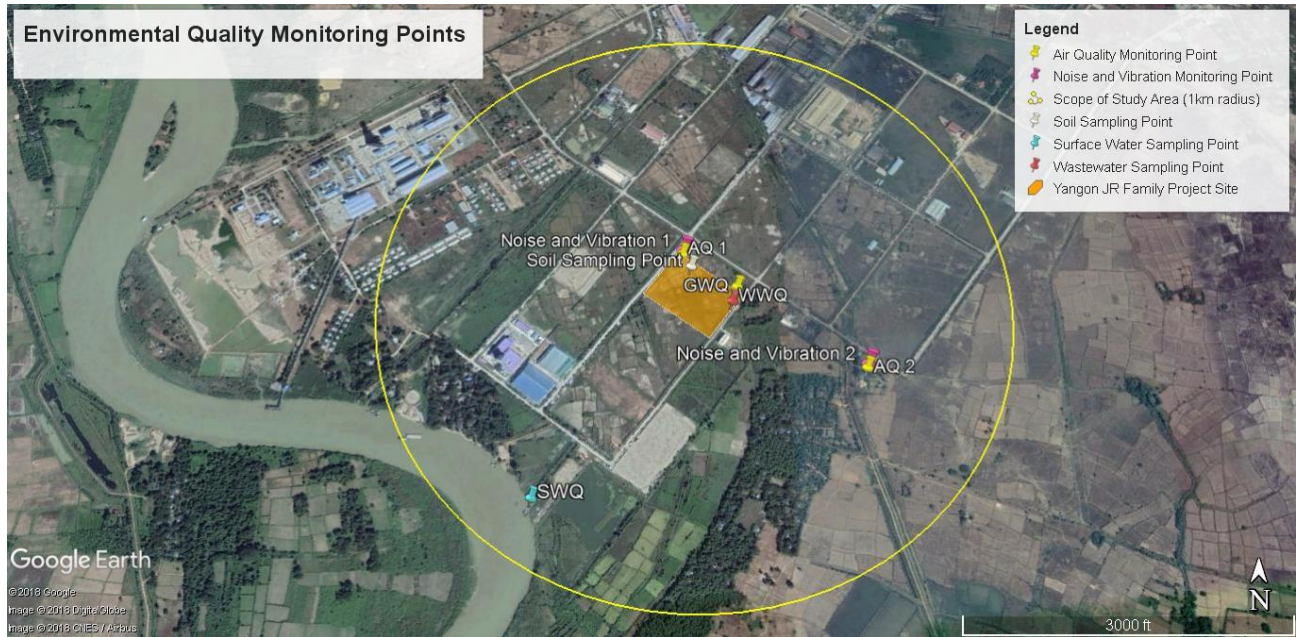 Environmental Quality Monitoring Points
Legend
Air Quality Monitoring Point
Noise and Vibration Monitoring Point
Scope of Study Area (1km radius)
Soil Sampling Point
Surface Water Sampling Point
Wastewater Sampling Point
Yangon JR Family Project Site
Noise and Vibration 1
AQ 1
Soil Sampling Point
GWQ
WWQ
Noise and Vibration 2
AQ 2
SWQ
Google Earth
©2018 Google
Image © 2018 DigitalGlobe
Image © 2018 CNES / Airbus
N
3000 ft